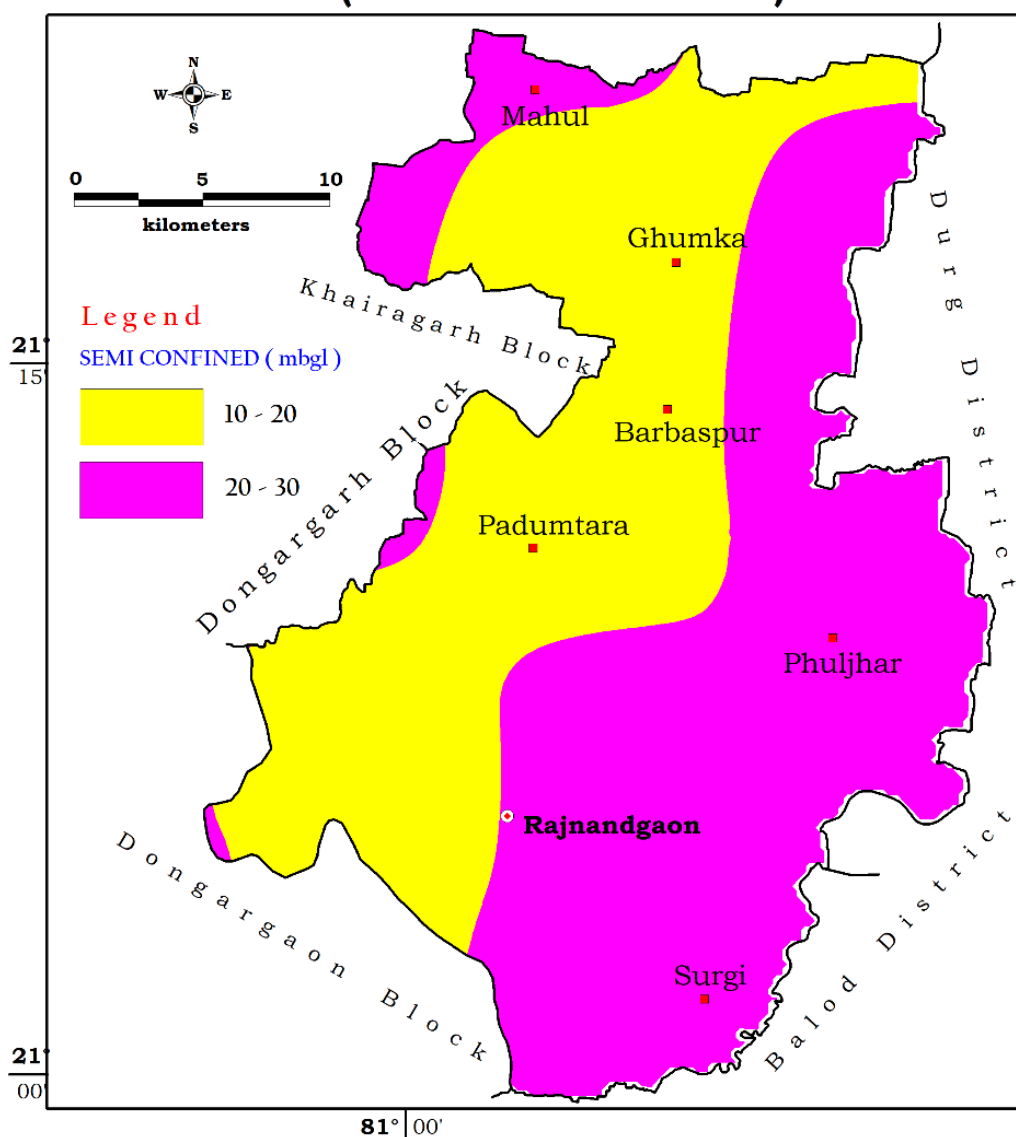 N
W E
S
Mahul
0 5 10
kilometers
Ghumka
Khairagarh Block
Durg District
Legend
21°
15'
SEMI CONFINED ( mbgl )
10 - 20
20 - 30
Barbaspur
Dongargarh Block
Padumtara
Phuljhar
Rajnandgaon
Dongargaon Block
Surgi
Balod District
21°
00'
81° 00'